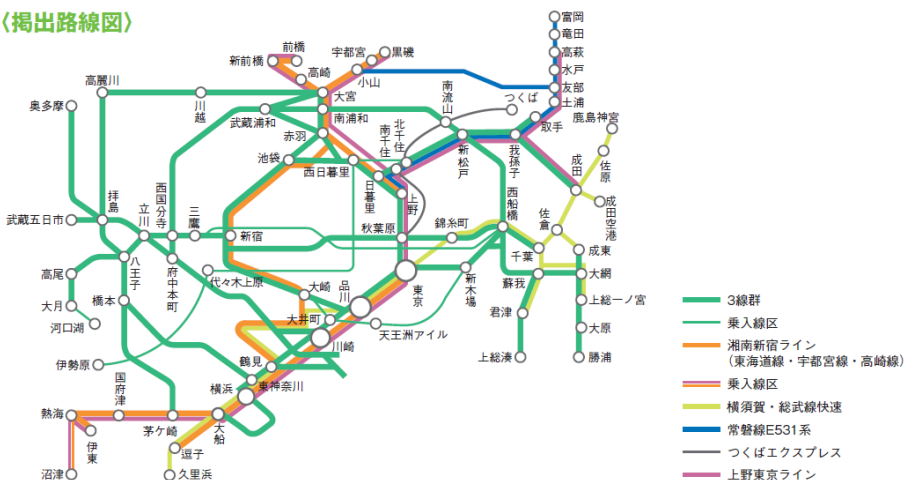 〈掲出路線図〉
富岡
竜田
高萩
水戸
友部
土浦
前橋
新前橋
宇都宮
黒磯
小山
高崎
高麗川
川越
大宮
南浦和
武蔵浦和
赤羽
奥多摩
南流山
つくば
取手
鹿島神宮
北千住
南千住
新松戸
我孫子
成田
佐原
成田空港
池袋
西日暮里
日暮里
上野
西船橋
佐倉
拝島
立川
西国分寺
三鷹
武蔵五日市
新宿
秋葉原
錦糸町
千葉
成東
八王子
府中本町
代々木上原
高尾
大月
河口湖
橋本
大崎
品川
東京
新木場
蘇我
大網
君津
上総一ノ宮
大原
上総湊
勝浦
大井町
天王洲アイル
川崎
伊勢原
鶴見
東神奈川
横浜
国府津
熱海
茅ケ崎
大船
伊東
逗子
沼津
久里浜
3線群
乗入線区
湘南新宿ライン
（東海道線・宇都宮線・高崎線）
乗入線区
横須賀・総武線快速
常磐線E531系
つくばエクスプレス
上野東京ライン